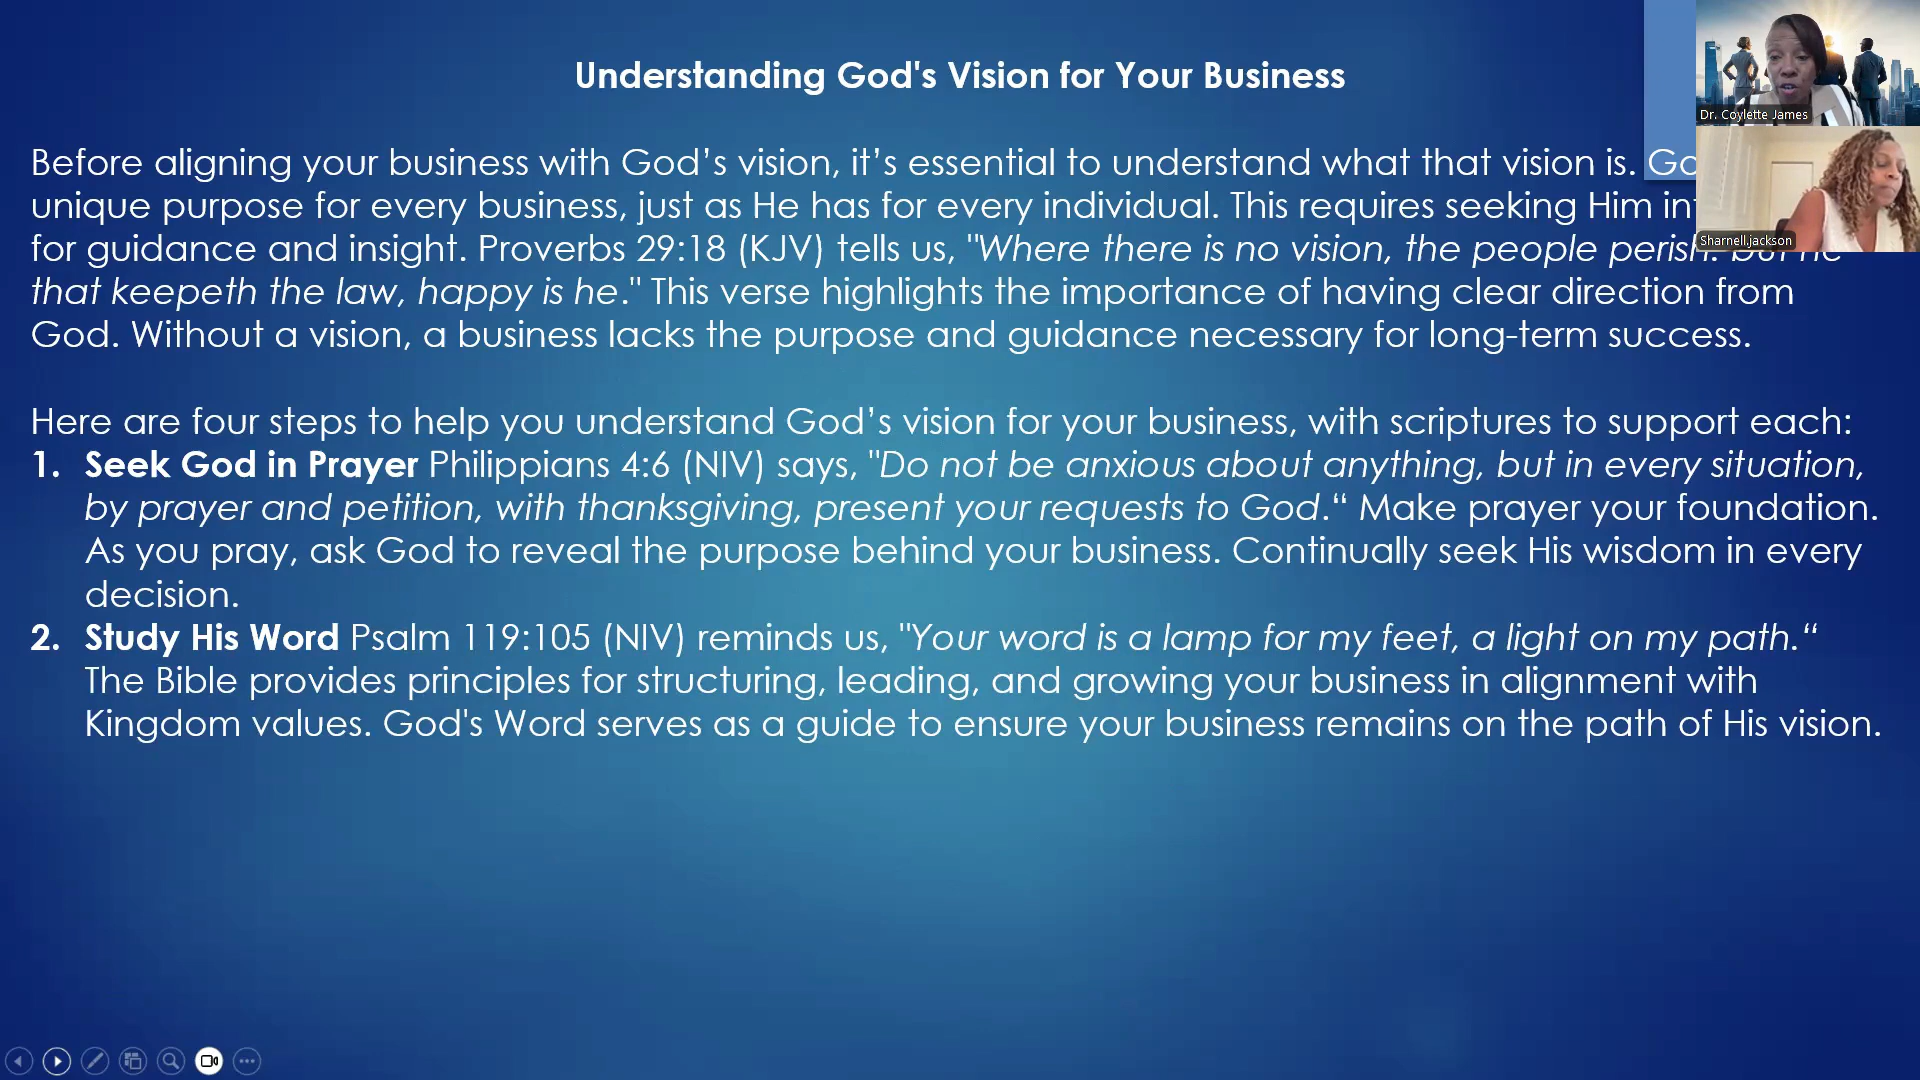 Understanding God's Vision for Your Business
Before aligning your business with God’s vision, it’s essential to understand what that vision is.
unique purpose for every business, just as He has for every individual. This requires seeking Him
for guidance and insight. Proverbs 29:18 (KJV) tells us, "Where there is no vision, the people perish: but he
that keepeth the law, happy is he." This verse highlights the importance of having clear direction from
God. Without a vision, a business lacks the purpose and guidance necessary for long-term success.
Here are four steps to help you understand God’s vision for your business, with scriptures to support each:
1. Seek God in Prayer Philippians 4:6 (NIV) says, "Do not be anxious about anything, but in every situation,
by prayer and petition, with thanksgiving, present your requests to God.“ Make prayer your foundation.
As you pray, ask God to reveal the purpose behind your business. Continually seek His wisdom in every
decision.
2. Study His Word Psalm 119:105 (NIV) reminds us, "Your word is a lamp for my feet, a light on my path.“
The Bible provides principles for structuring, leading, and growing your business in alignment with
Kingdom values. God's Word serves as a guide to ensure your business remains on the path of His vision.
Dr. Coylette James
Sharnell.jackson